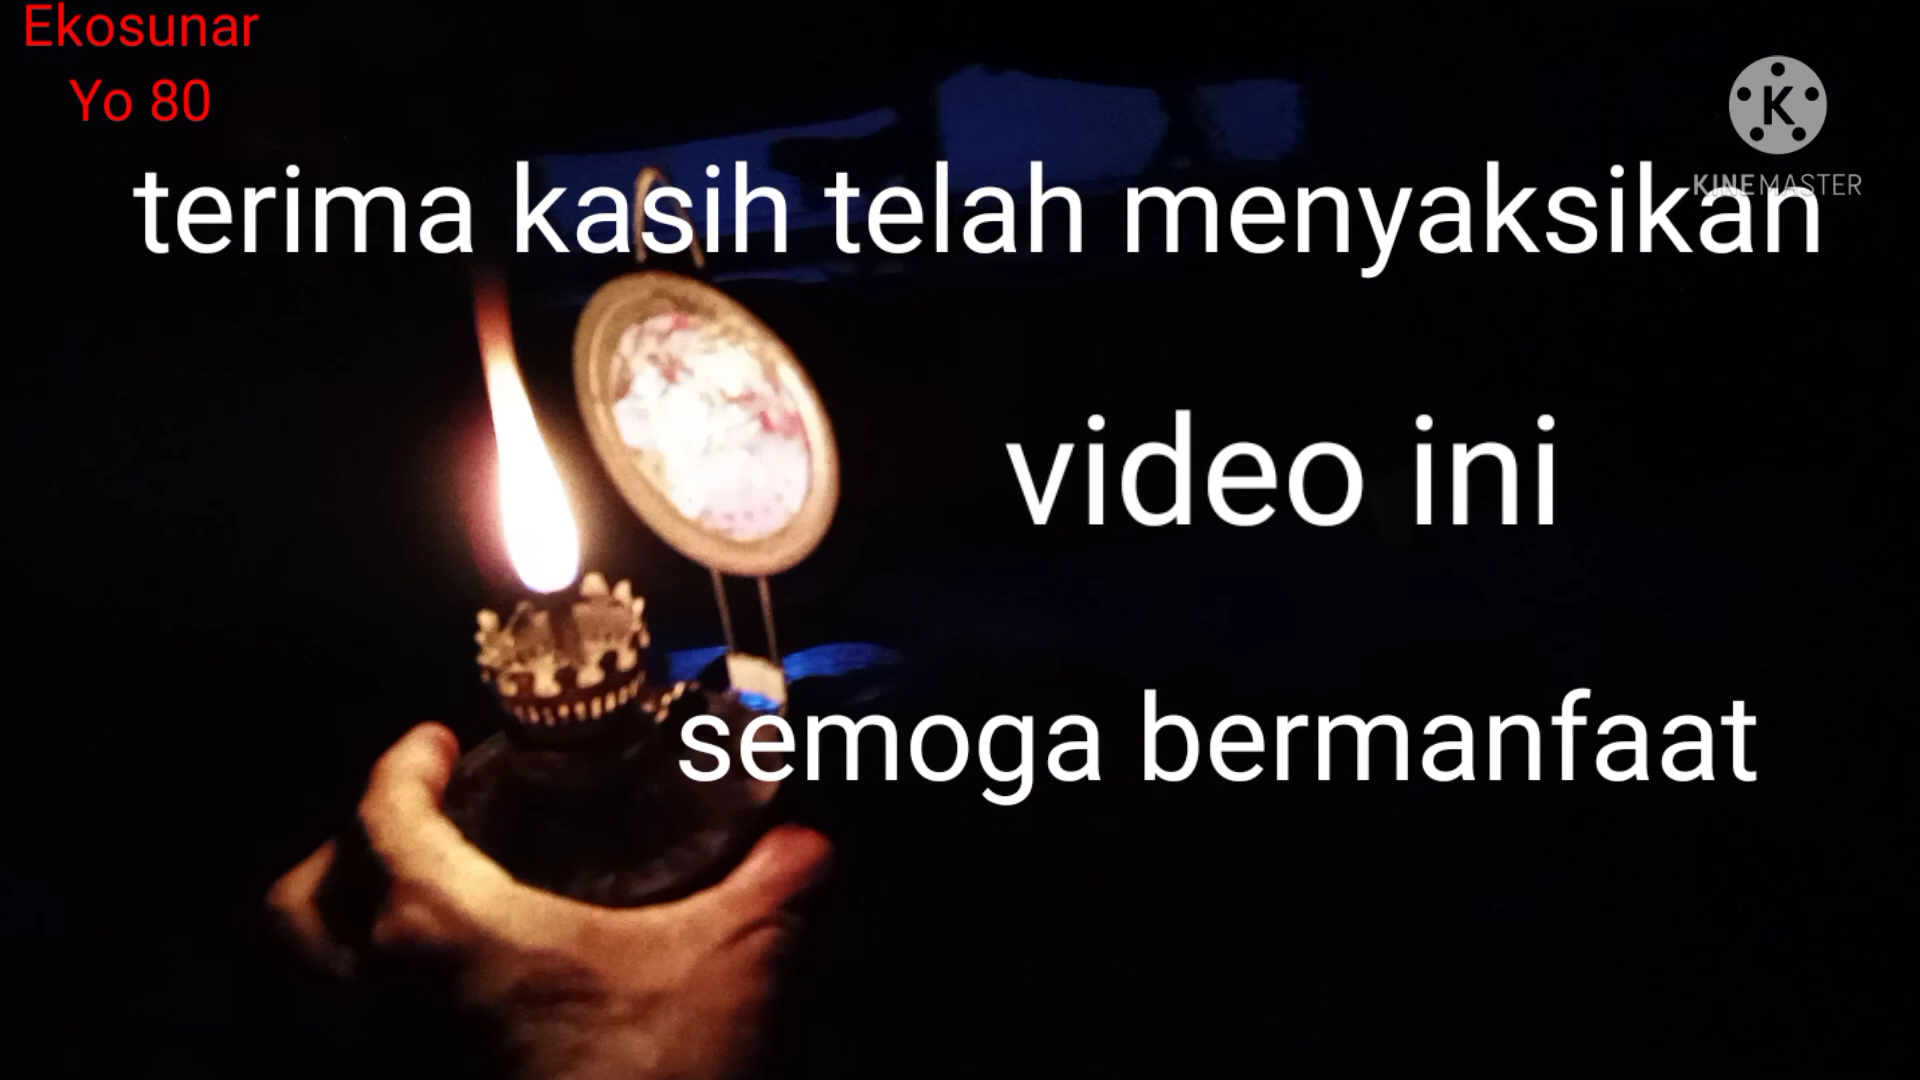 Ekosunar
Yo 80
KINEMASTER
terima kasih telah menyaksikan
video ini
semoga bermanfaat